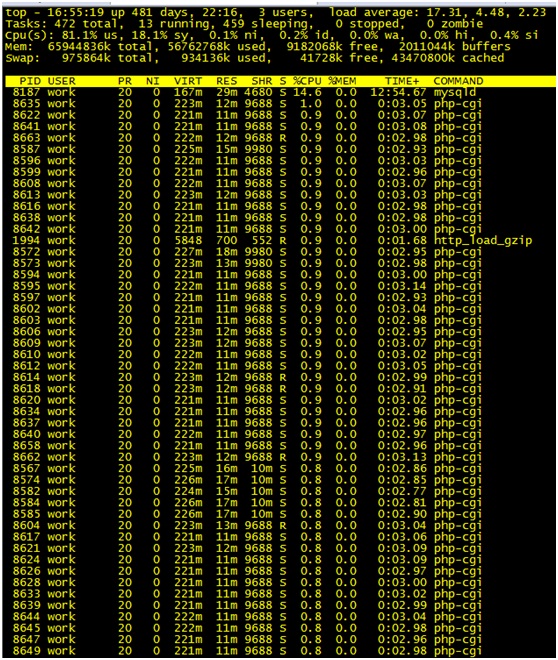 top - 16:55:19 up 481 days, 22:16, 3 users, load average: 17.31, 4.48, 2.23
Tasks: 472 total, 13 running, 459 sleeping, 0 stopped, 0 zombie
Cpu(s): 81.1% us, 18.1% sy, 0.1% ni, 0.2% id, 0.0% wa, 0.0% hi, 0.4% si
Mem: 65944836k total, 56762768k used, 9182068k free, 2011044k buffers
Swap: 975864k total, 934136k used, 41728k free, 43470800k cached
PID USER PR NI VIRT RES SHR S %CPU %MEM TIME+ COMMAND
8187 work 20 0 167m 29m 4680 S 14.6 0.0 12:54.67 mysqld
8635 work 20 0 223m 12m 9688 S 1.0 0.0 0:03.05 php-cgi
8622 work 20 0 221m 11m 9688 S 0.9 0.0 0:03.07 php-cgi
8641 work 20 0 221m 11m 9688 S 0.9 0.0 0:03.08 php-cgi
8663 work 20 0 222m 12m 9688 R 0.9 0.0 0:02.98 php-cgi
8587 work 20 0 225m 15m 9980 S 0.9 0.0 0:02.93 php-cgi
8596 work 20 0 222m 11m 9688 S 0.9 0.0 0:03.03 php-cgi
8599 work 20 0 221m 11m 9688 S 0.9 0.0 0:02.96 php-cgi
8608 work 20 0 222m 11m 9688 S 0.9 0.0 0:03.07 php-cgi
8613 work 20 0 223m 12m 9688 S 0.9 0.0 0:03.03 php-cgi
8616 work 20 0 221m 11m 9688 S 0.9 0.0 0:02.98 php-cgi
8638 work 20 0 221m 11m 9688 S 0.9 0.0 0:02.98 php-cgi
8642 work 20 0 221m 11m 9688 S 0.9 0.0 0:03.00 php-cgi
1994 work 20 0 5848 700 552 R 0.9 0.0 0:01.68 http_load_gzip
8572 work 20 0 227m 18m 9980 S 0.9 0.0 0:02.95 php-cgi
8573 work 20 0 223m 13m 9980 S 0.9 0.0 0:02.98 php-cgi
8594 work 20 0 221m 11m 9688 S 0.9 0.0 0:03.00 php-cgi
8595 work 20 0 222m 11m 9688 S 0.9 0.0 0:03.14 php-cgi
8597 work 20 0 221m 11m 9688 S 0.9 0.0 0:02.93 php-cgi
8602 work 20 0 221m 11m 9688 S 0.9 0.0 0:03.04 php-cgi
8603 work 20 0 221m 11m 9688 S 0.9 0.0 0:02.98 php-cgi
8606 work 20 0 223m 12m 9688 S 0.9 0.0 0:02.95 php-cgi
8609 work 20 0 223m 12m 9688 S 0.9 0.0 0:03.07 php-cgi
8610 work 20 0 222m 11m 9688 S 0.9 0.0 0:03.02 php-cgi
8612 work 20 0 222m 11m 9688 S 0.9 0.0 0:03.05 php-cgi
8614 work 20 0 223m 12m 9688 R 0.9 0.0 0:02.99 php-cgi
8618 work 20 0 223m 12m 9688 R 0.9 0.0 0:02.91 php-cgi
8620 work 20 0 221m 11m 9688 S 0.9 0.0 0:03.02 php-cgi
8634 work 20 0 221m 11m 9688 S 0.9 0.0 0:02.96 php-cgi
8637 work 20 0 221m 11m 9688 S 0.9 0.0 0:02.96 php-cgi
8640 work 20 0 222m 11m 9688 S 0.9 0.0 0:02.97 php-cgi
8658 work 20 0 222m 11m 9688 S 0.9 0.0 0:02.96 php-cgi
8662 work 20 0 223m 12m 9688 R 0.9 0.0 0:03.13 php-cgi
8567 work 20 0 225m 16m 10m S 0.8 0.0 0:02.86 php-cgi
8574 work 20 0 226m 17m 10m S 0.8 0.0 0:02.85 php-cgi
8582 work 20 0 224m 15m 10m S 0.8 0.0 0:02.77 php-cgi
8584 work 20 0 226m 17m 10m S 0.8 0.0 0:02.81 php-cgi
8585 work 20 0 226m 17m 10m S 0.8 0.0 0:02.90 php-cgi
8604 work 20 0 223m 13m 9688 R 0.8 0.0 0:03.04 php-cgi
8617 work 20 0 221m 11m 9688 S 0.8 0.0 0:03.06 php-cgi
8621 work 20 0 223m 12m 9688 S 0.8 0.0 0:03.09 php-cgi
8624 work 20 0 221m 11m 9688 S 0.8 0.0 0:03.09 php-cgi
8626 work 20 0 221m 11m 9688 S 0.8 0.0 0:02.97 php-cgi
8628 work 20 0 222m 11m 9688 S 0.8 0.0 0:03.00 php-cgi
8633 work 20 0 222m 11m 9688 S 0.8 0.0 0:03.02 php-cgi
8639 work 20 0 221m 11m 9688 S 0.8 0.0 0:02.99 php-cgi
8644 work 20 0 222m 11m 9688 S 0.8 0.0 0:03.04 php-cgi
8645 work 20 0 222m 11m 9688 S 0.8 0.0 0:02.98 php-cgi
8647 work 20 0 221m 11m 9688 S 0.8 0.0 0:02.96 php-cgi
8649 work 20 0 221m 11m 9688 S 0.8 0.0 0:02.98 php-cgi